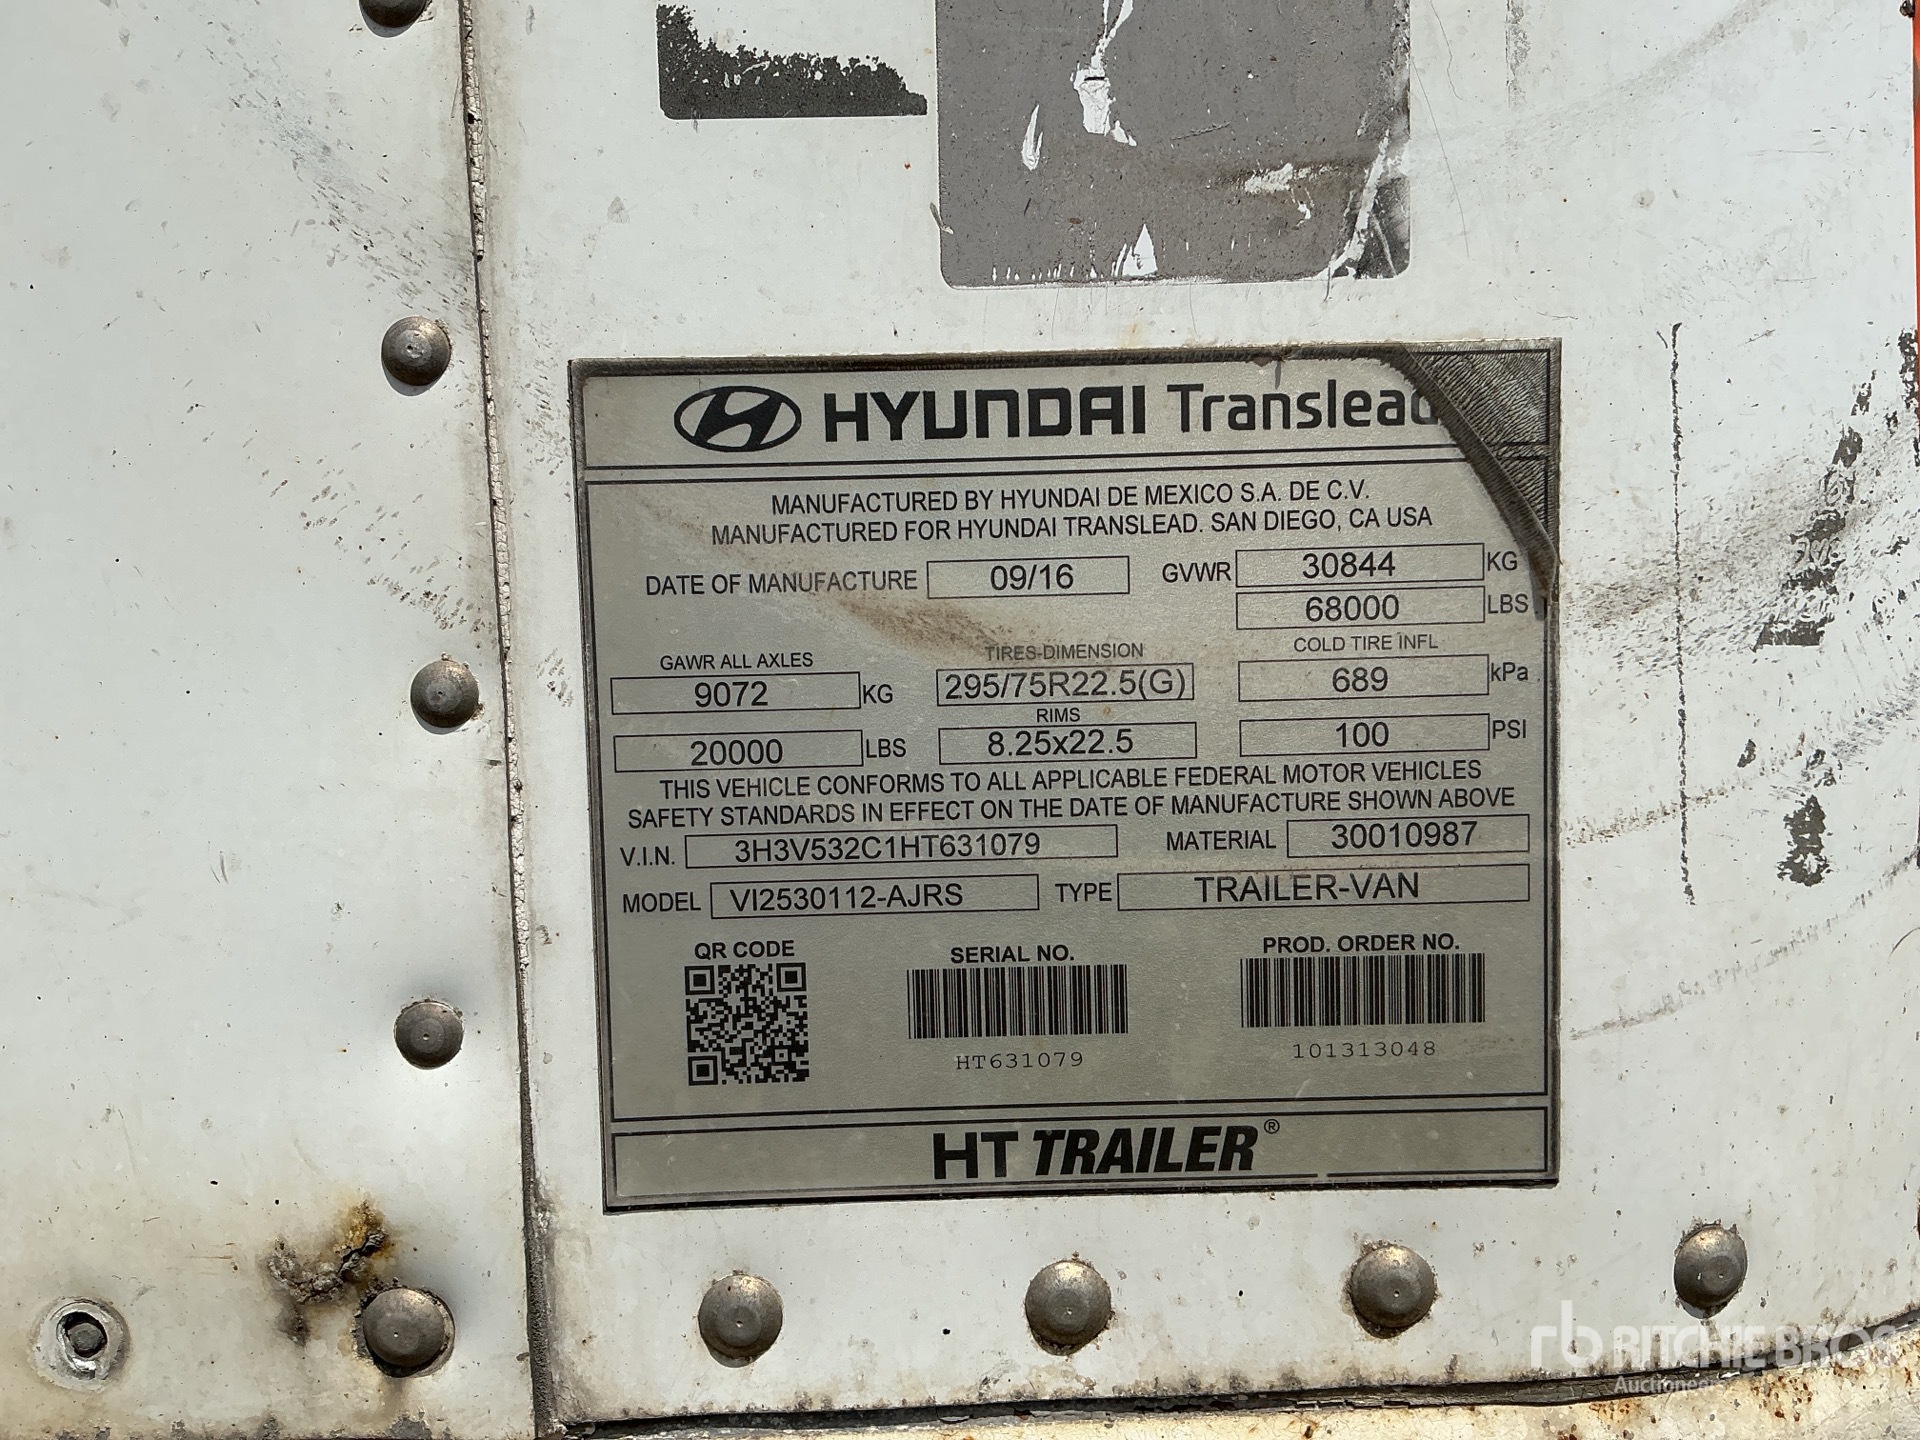 HYUNDAI Translead
MANUFACTURED BY HYUNDAI DE MEXICO S.A. DE C.V.
MANUFACTURED FOR HYUNDAI TRANSLEAD. SAN DIEGO, CA USA
DATE OF MANUFACTURE 09/16 GVWR 30844 KG
68000 LBS
GAWR ALL AXLES TIRES-DIMENSION COLD TIRE INFL
9072 KG 295/75R22.5(G) 689 kPa
RIMS
20000 LBS 8.25x22.5 100 PSI
THIS VEHICLE CONFORMS TO ALL APPLICABLE FEDERAL MOTOR VEHICLES
SAFETY STANDARDS IN EFFECT ON THE DATE OF MANUFACTURE SHOWN ABOVE
V.I.N. 3H3V532C1HT631079 MATERIAL 30010987
MODEL VI2530112-AJRS TYPE TRAILER-VAN
QR CODE SERIAL NO. PROD. ORDER NO.
HT631079 101313048
HT TRAILER®
rb RITCHIE BROS
Auctioneers